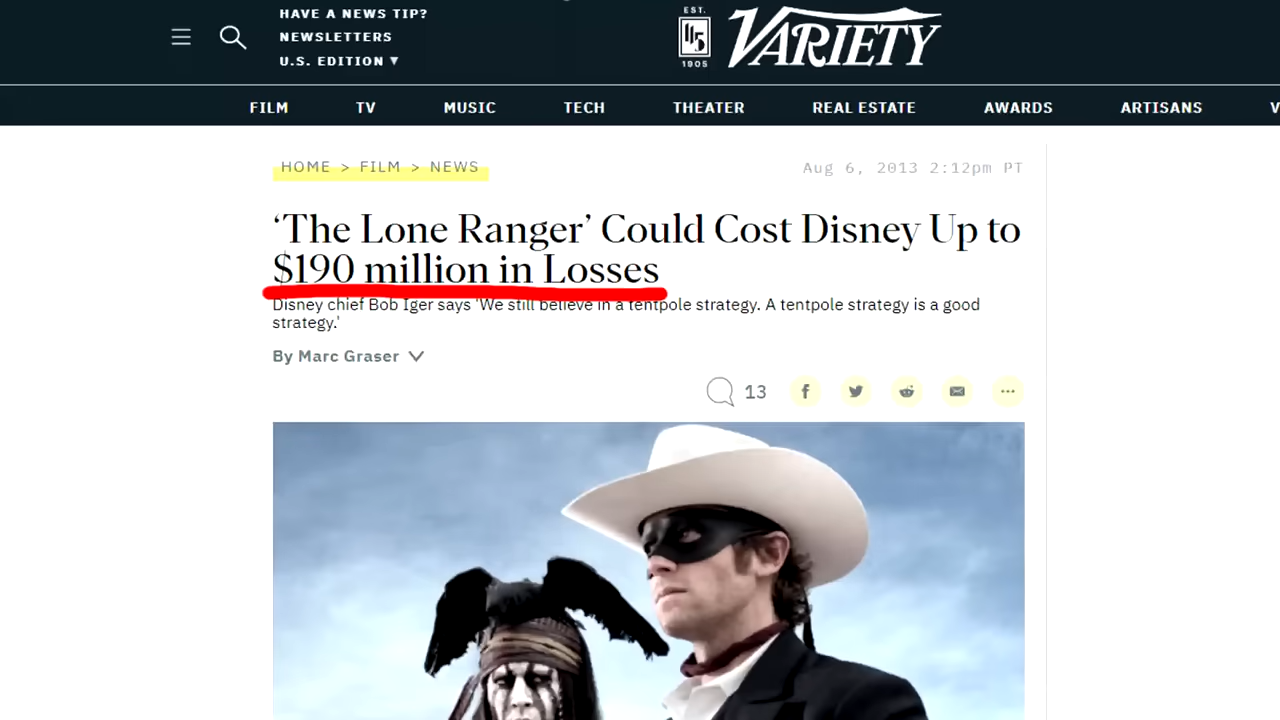 HAVE A NEWS TIP?
NEWSLETTERS
U.S. EDITION ▼
EST.
115
1905
VARIETY
FILM TV MUSIC TECH THEATER REAL ESTATE AWARDS ARTISANS V
HOME > FILM > NEWS
Aug 6, 2013 2:12pm PT
‘The Lone Ranger’ Could Cost Disney Up to
$190 million in Losses
Disney chief Bob Iger says 'We still believe in a tentpole strategy. A tentpole strategy is a good
strategy.'
By Marc Graser
13